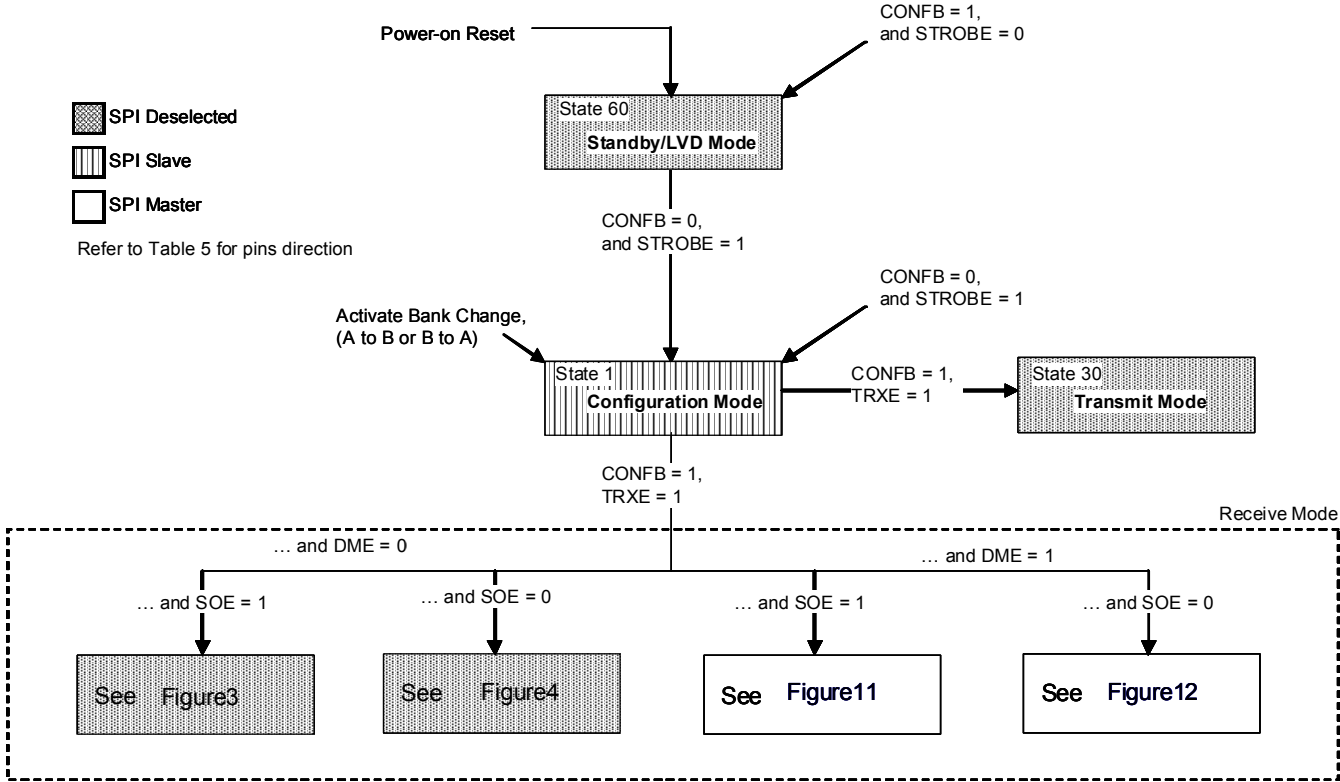 Power-on Reset
CONFB = 1,
and STROBE = 0
SPI Deselected
SPI Slave
SPI Master
Refer to Table 5 for pins direction
State 60
Standby/LVD Mode
CONFB = 0,
and STROBE = 1
Activate Bank Change,
(A to B or B to A)
CONFB = 0,
and STROBE = 1
State 1
Configuration Mode
CONFB = 1,
TRXE = 1
State 30
Transmit Mode
CONFB = 1,
TRXE = 1
Receive Mode
... and DME = 0
... and DME = 1
... and SOE = 1
... and SOE = 0
... and SOE = 1
... and SOE = 0
See Figure3
See Figure4
See Figure11
See Figure12